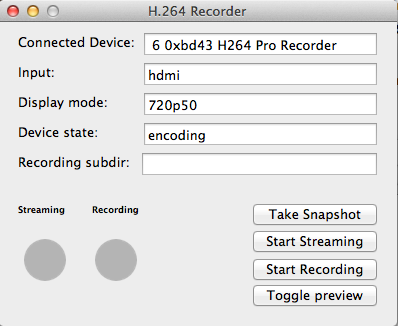 H.264 Recorder
Connected Device: 6 0xbd43 H264 Pro Recorder
Input: hdmi
Display mode: 720p50
Device state: encoding
Recording subdir:
Streaming Recording
Take Snapshot
Start Streaming
Start Recording
Toggle preview